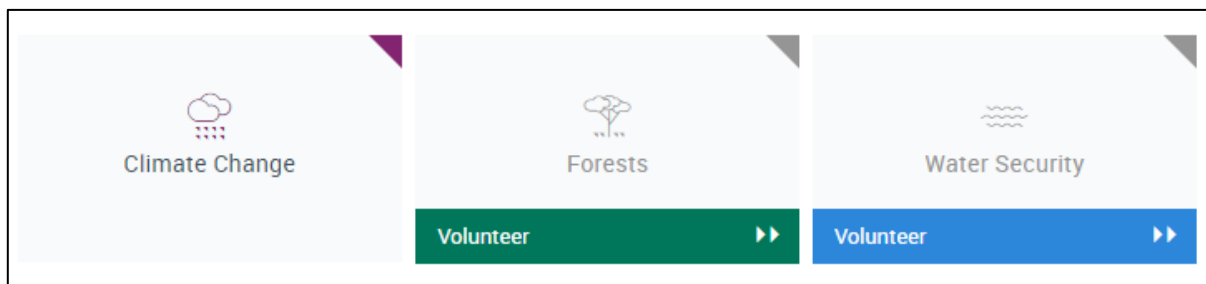 Climate Change
Forests
Water Security
Volunteer
Volunteer